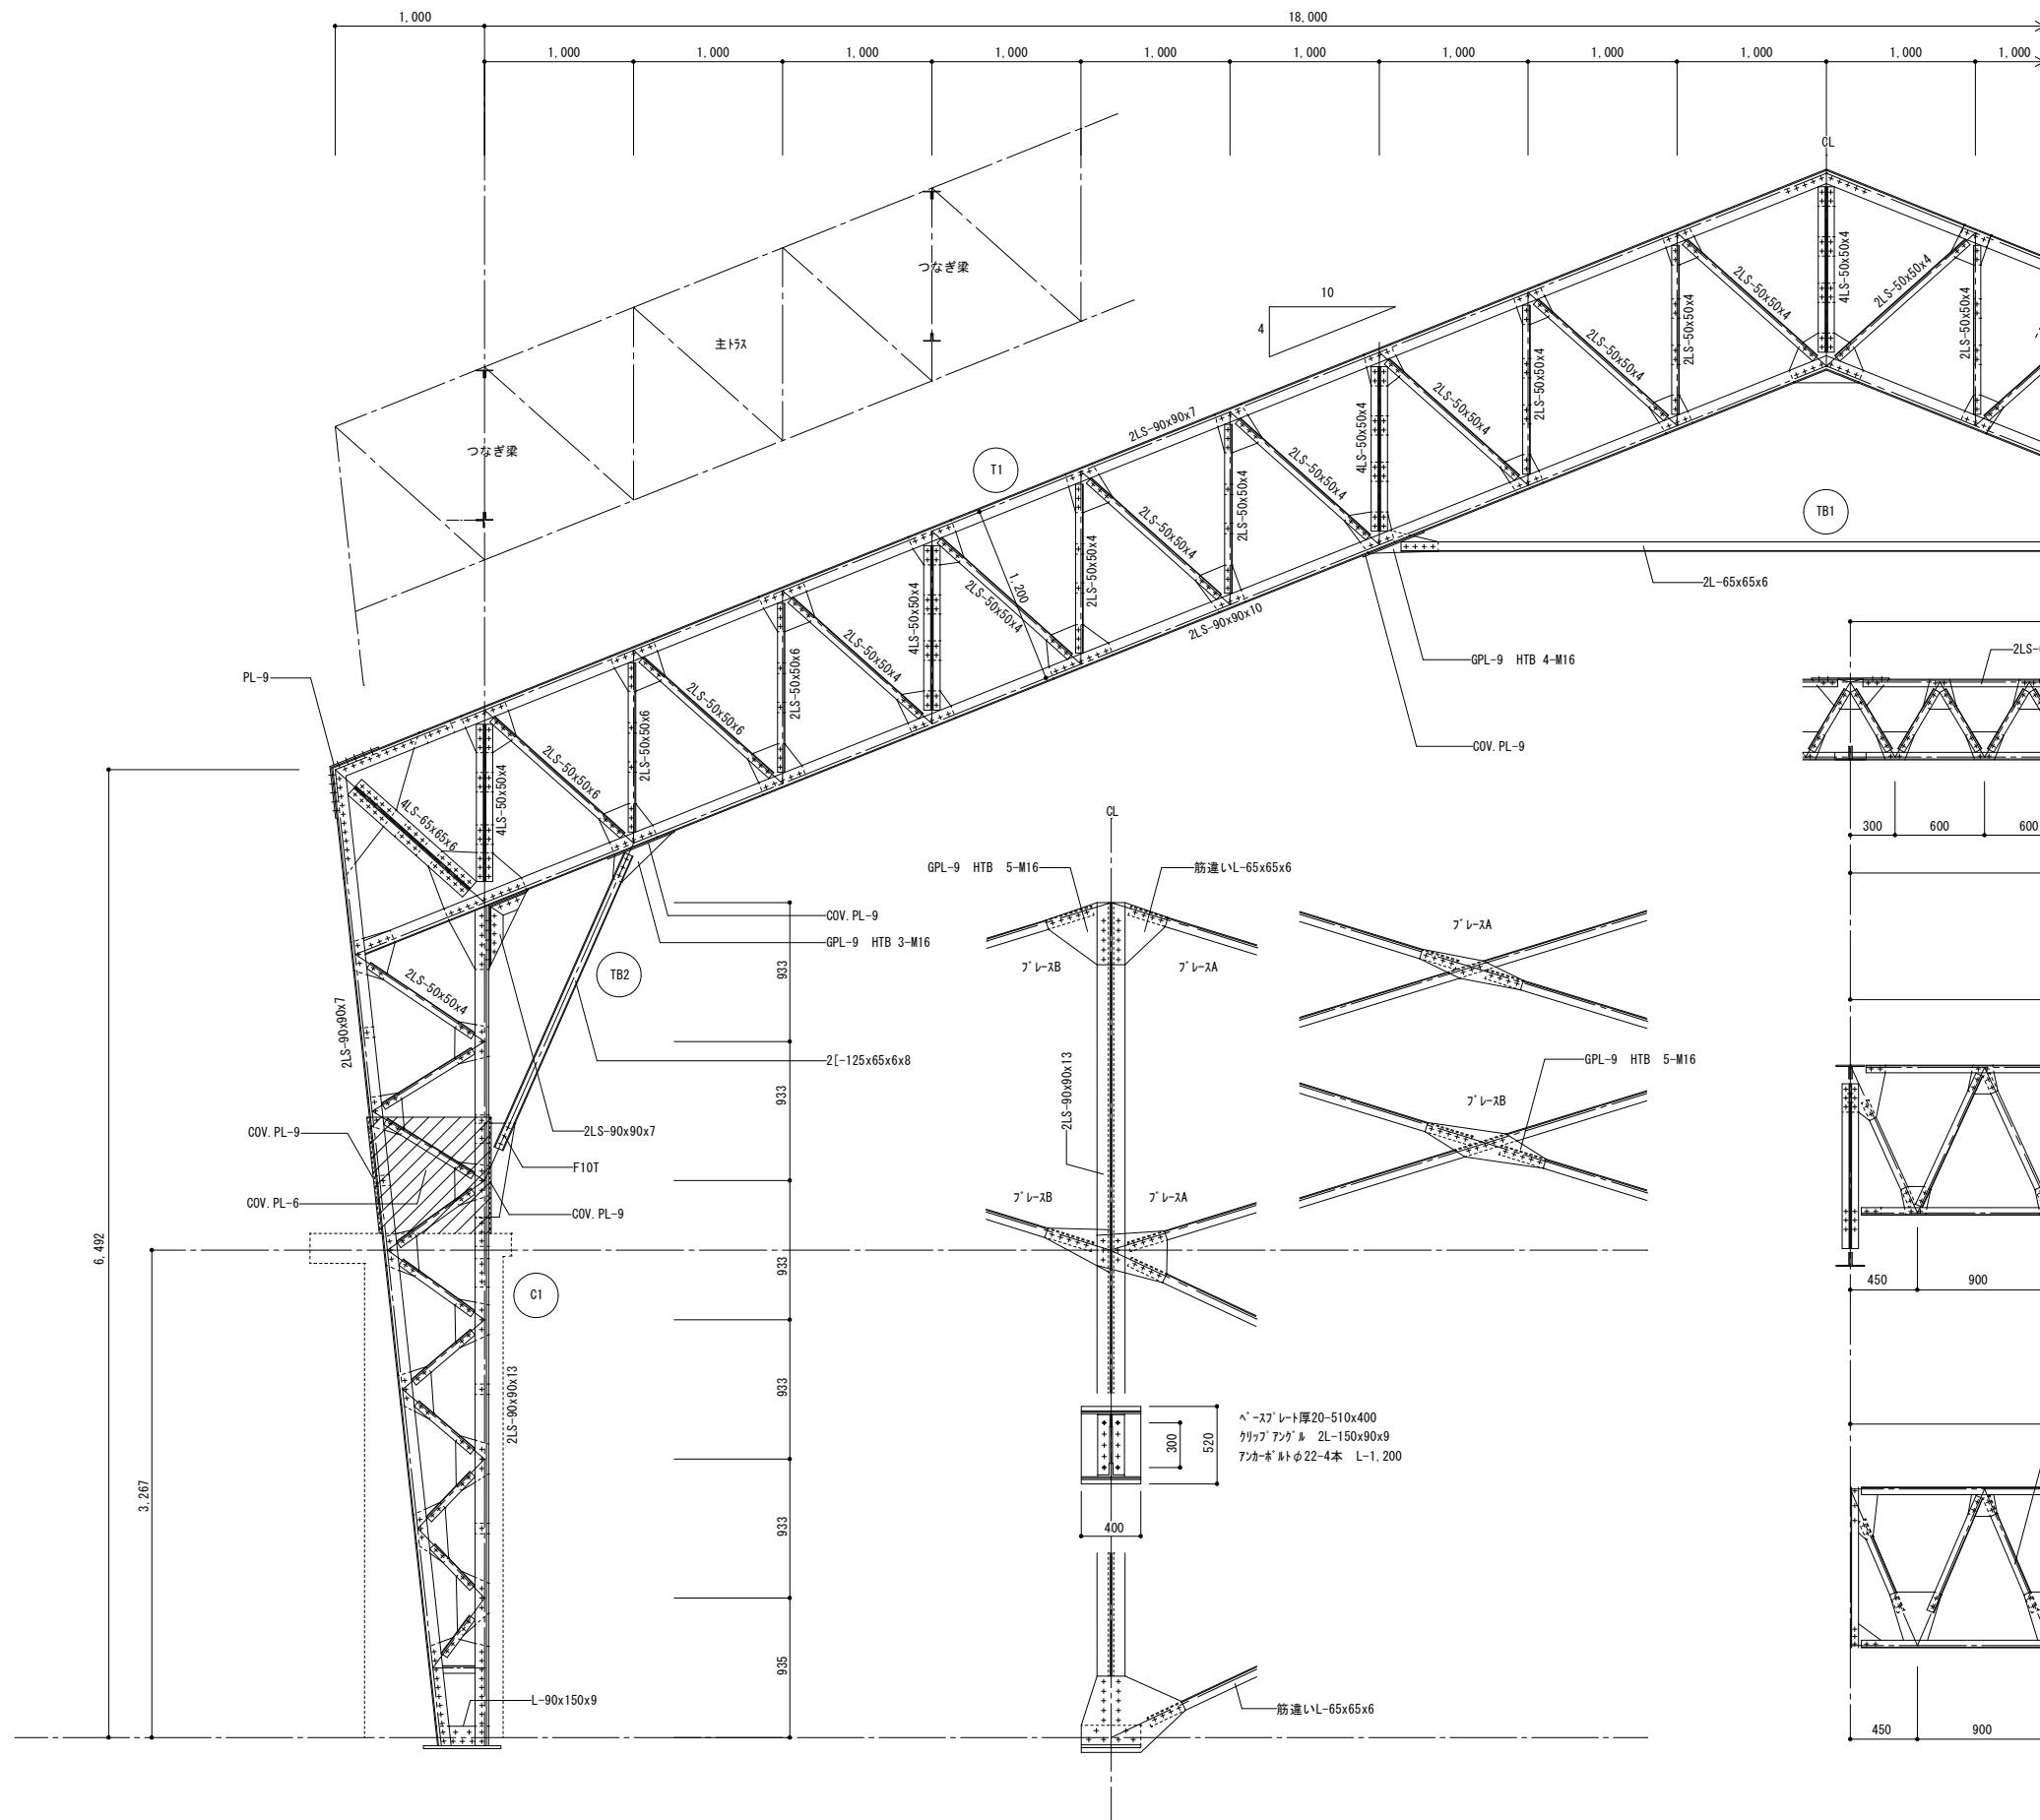 1,000
18,000
1,000
1,000
1,000
1,000
1,000
1,000
1,000
1,000
1,000
1,000
1,000
CL
つなぎ梁
主トラス
つなぎ梁
10
4
T1
2LS-90x90x7
4LS-50x50x4
2LS-50x50x4
2LS-50x50x4
2LS-50x50x4
2LS-50x50x4
2LS-50x50x4
2LS-50x50x4
2LS-50x50x4
4LS-50x50x4
2LS-50x50x4
2LS-50x50x4
2LS-50x50x4
2LS-50x50x4
1,200
2LS-50x50x4
4LS-50x50x4
2LS-50x50x4
2LS-50x50x6
2LS-50x50x6
2LS-50x50x6
2LS-50x50x6
4LS-50x50x4
4LS-65x65x6
2LS-90x90x10
TB1
2L-65x65x6
GPL-9 HTB 4-M16
COV.PL-9
PL-9
2LS-
300
600
600
COV.PL-9
GPL-9 HTB 3-M16
TB2
2LS-50x50x4
2LS-90x90x7
2[-125x65x6x8
2LS-90x90x7
F10T
COV.PL-9
COV.PL-9
COV.PL-6
C1
2LS-90x90x13
L-90x150x9
6,492
3,267
933
933
933
933
933
935
CL
GPL-9 HTB 5-M16
筋違いL-65x65x6
ブレースB
ブレースA
2LS-90x90x13
ブレースB
ブレースA
ブレースA
ブレースB
GPL-9 HTB 5-M16
300
520
400
ベースプレート厚20-510x400
クリップアングル 2L-150x90x9
アンカーボルトφ22-4本 L-1,200
筋違いL-65x65x6
450
900
450
900